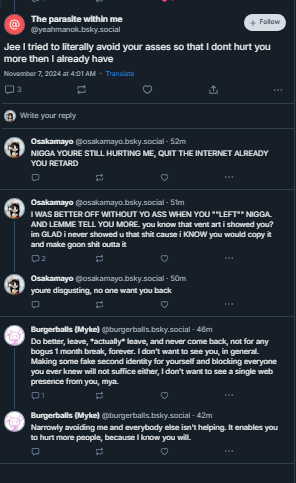 The parasite within me
@yeahmanok.bsky.social
+ Follow
Jee I tried to literally avoid your asses so that I dont hurt you
more then I already have
November 7, 2024 at 4:01 AM · Translate
3
Write your reply
Osakamayo @osakamayo.bsky.social · 52m
NIGGA YOURE STILL HURTING ME, QUIT THE INTERNET ALREADY
YOU RETARD
Osakamayo @osakamayo.bsky.social · 51m
I WAS BETTER OFF WITHOUT YO ASS WHEN YOU ""LEFT"" NIGGA.
AND LEMME TELL YOU MORE. you know that vent art i showed you?
im GLAD i never showed u that shit cause i KNOW you would copy it
and make goon shit outta it
2
Osakamayo @osakamayo.bsky.social · 50m
youre disgusting, no one want you back
Burgerballs (Myke) @burgerballs.bsky.social · 46m
Do better, leave, *actually* leave, and never come back, not for any
bogus 1 month break, forever. I don't want to see you, in general.
Making some fake second identity for yourself and blocking everyone
you ever knew will not suffice either, I don't want to see a single web
presence from you, mya.
1
Burgerballs (Myke) @burgerballs.bsky.social · 42m
Narrowly avoiding me and everybody else isn't helping. It enables you
to hurt more people, because I know you will.